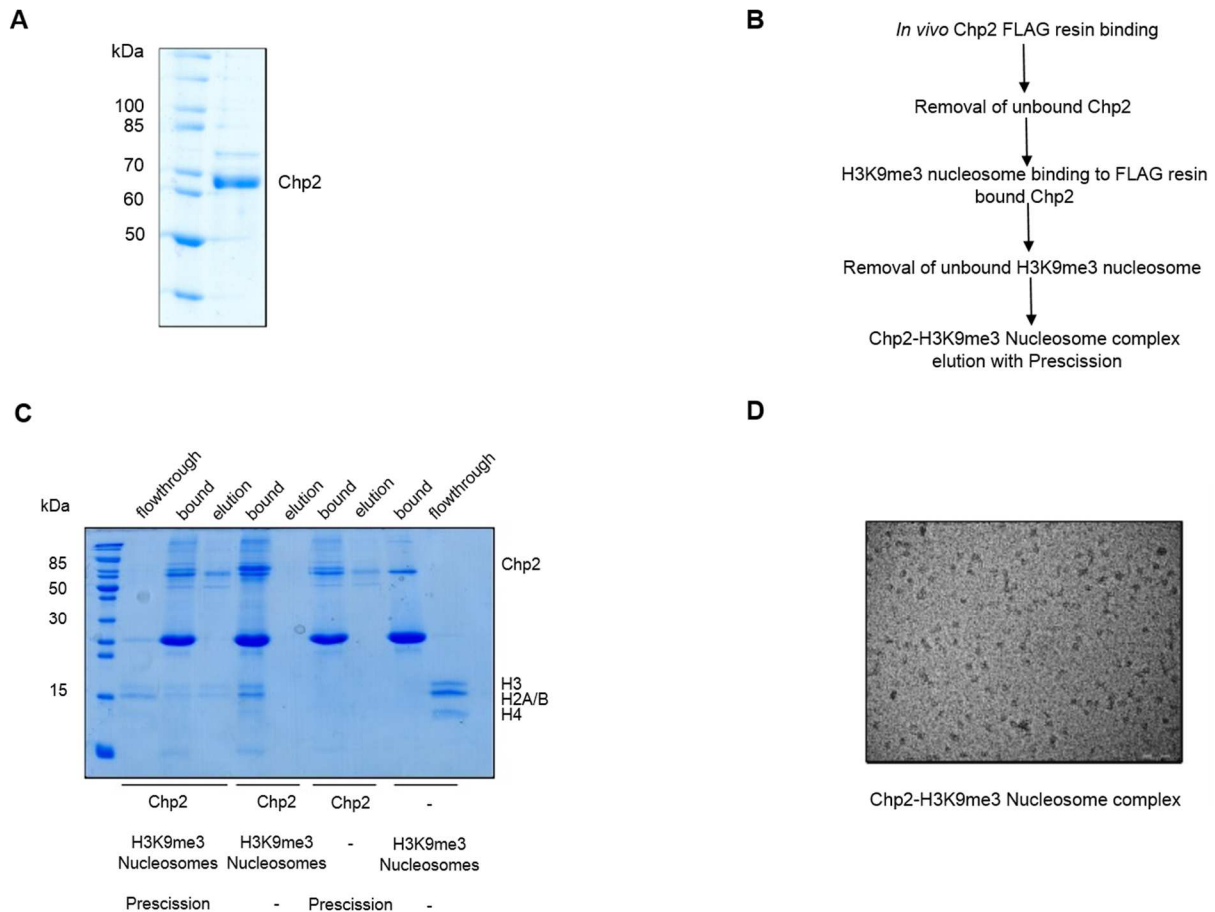 A
kDa
100
85
70
60
50
Chp2
B
In vivo Chp2 FLAG resin binding
Removal of unbound Chp2
H3K9me3 nucleosome binding to FLAG resin
bound Chp2
Removal of unbound H3K9me3 nucleosome
Chp2-H3K9me3 Nucleosome complex
elution with Prescission
C
kDa
flowthrough
bound
elution
bound
elution
bound
elution
bound
flowthrough
85
50
30
15
Chp2
H3
H2A/B
H4
Chp2 Chp2 Chp2 -
H3K9me3 H3K9me3 - H3K9me3
Nucleosomes Nucleosomes Nucleosomes
Prescission - Prescission -
D
Chp2-H3K9me3 Nucleosome complex